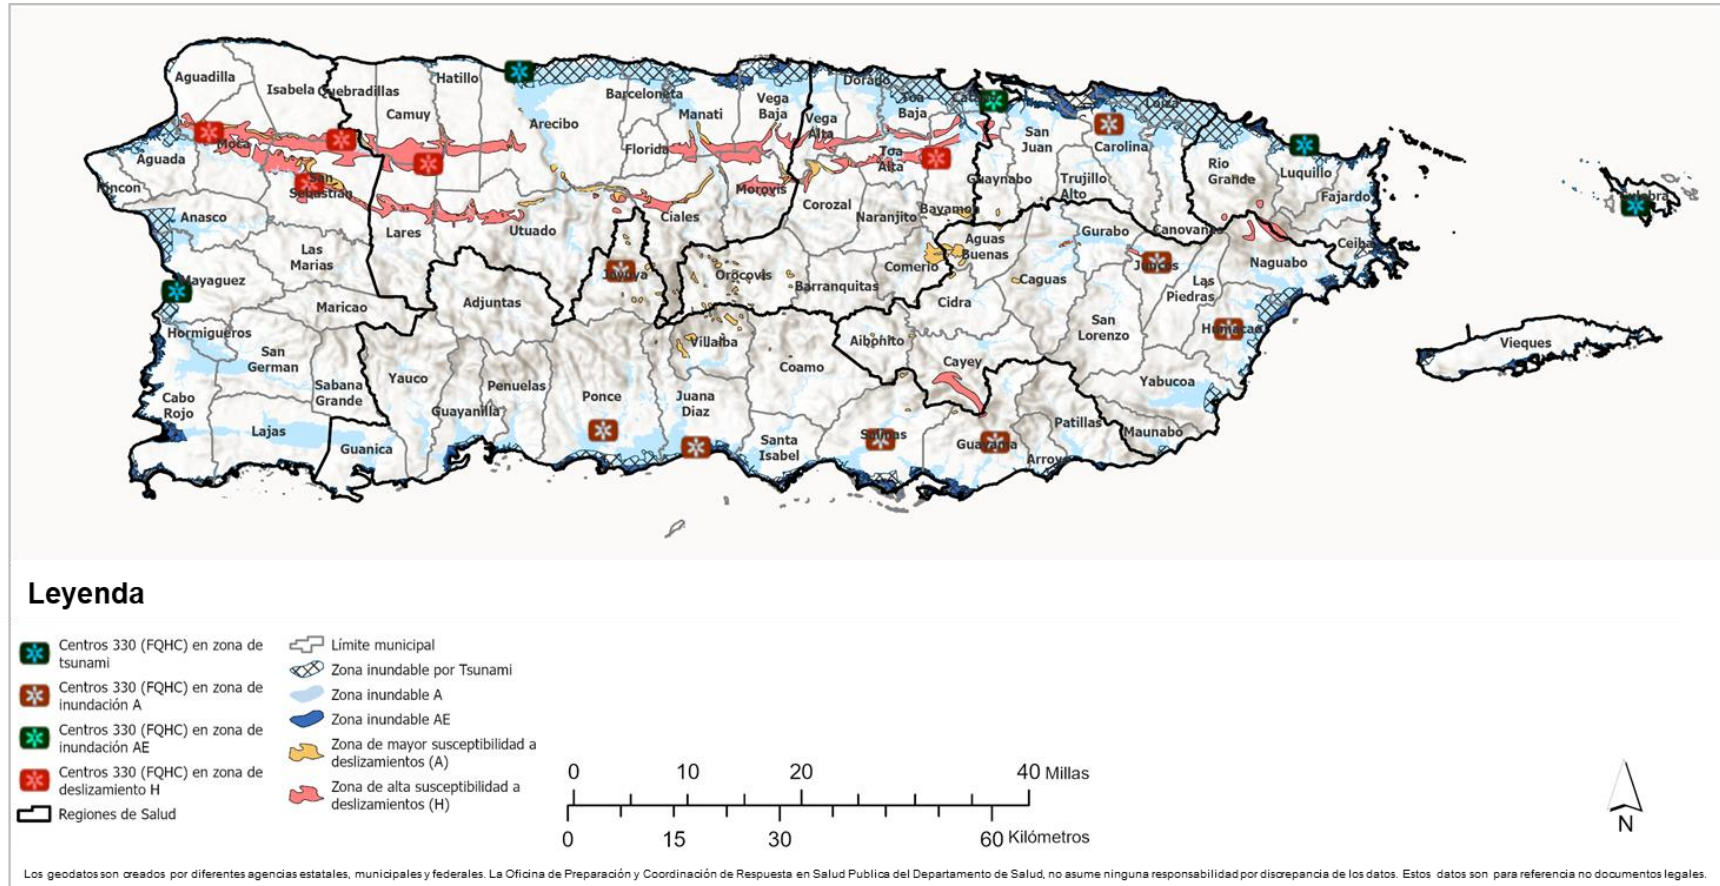 Aguadilla
Isabela
Quebradillas
Camuy
Hatillo
Arecibo
Barceloneta
Manati
Vega
Baja
Vega
Alta
Dorado
Toa
Baja
Catano
San
Juan
Carolina
Loiza
Rio
Grande
Luquillo
Fajardo
Culebra
Moca
Aguada
Rincon
San
Sebastian
Anasco
Las
Marias
Lares
Utuado
Florida
Ciales
Morovis
Toa
Alta
Corozal
Naranjito
Bayamon
Guaynabo
Trujillo
Alto
Canovanas
Gurabo
Ceiba
Naguabo
Aguas
Buenas
Caguas
Juncos
Las
Piedras
Humacao
Comerio
Cidra
Barranquitas
Orocovis
Jayuya
Adjuntas
Mayaguez
Maricao
Hormigueros
San
German
Sabana
Grande
Cabo
Rojo
Lajas
Guanica
Yauco
Guayanilla
Penuelas
Ponce
Juana
Diaz
Villalba
Coamo
Aibonito
Cayey
San
Lorenzo
Yabucoa
Maunabo
Patillas
Arroyo
Guayama
Salinas
Santa
Isabel
Vieques
Leyenda
Centros 330 (FQHC) en zona de
tsunami
Centros 330 (FQHC) en zona de
inundación A
Centros 330 (FQHC) en zona de
inundación AE
Centros 330 (FQHC) en zona de
deslizamiento H
Regiones de Salud
Límite municipal
Zona inundable por Tsunami
Zona inundable A
Zona inundable AE
Zona de mayor susceptibilidad a
deslizamientos (A)
Zona de alta susceptibilidad a
deslizamientos (H)
0 10 20 40 Millas
0 15 30 60 Kilómetros
N
Los geodatos son creados por diferentes agencias estatales, municipales y federales. La Oficina de Preparación y Coordinación de Respuesta en Salud Publica del Departamento de Salud, no asume ninguna responsabilidad por discrepancia de los datos. Estos datos son para referencia no documentos legales.